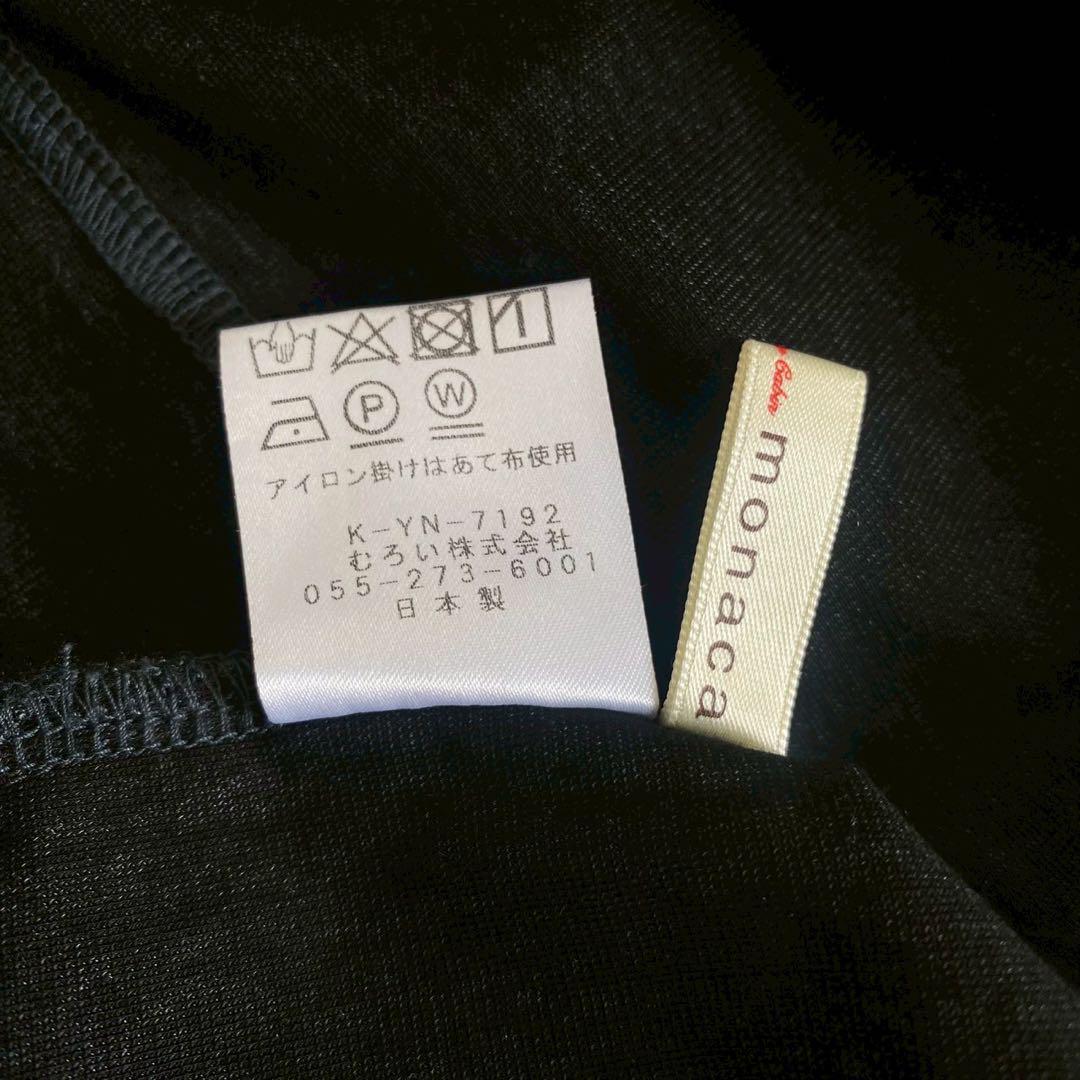 P W
アイロン掛けはあて布使用
K-YN-7192
むろい株式会社
055-273-6001
日本製
Gabin
monaca